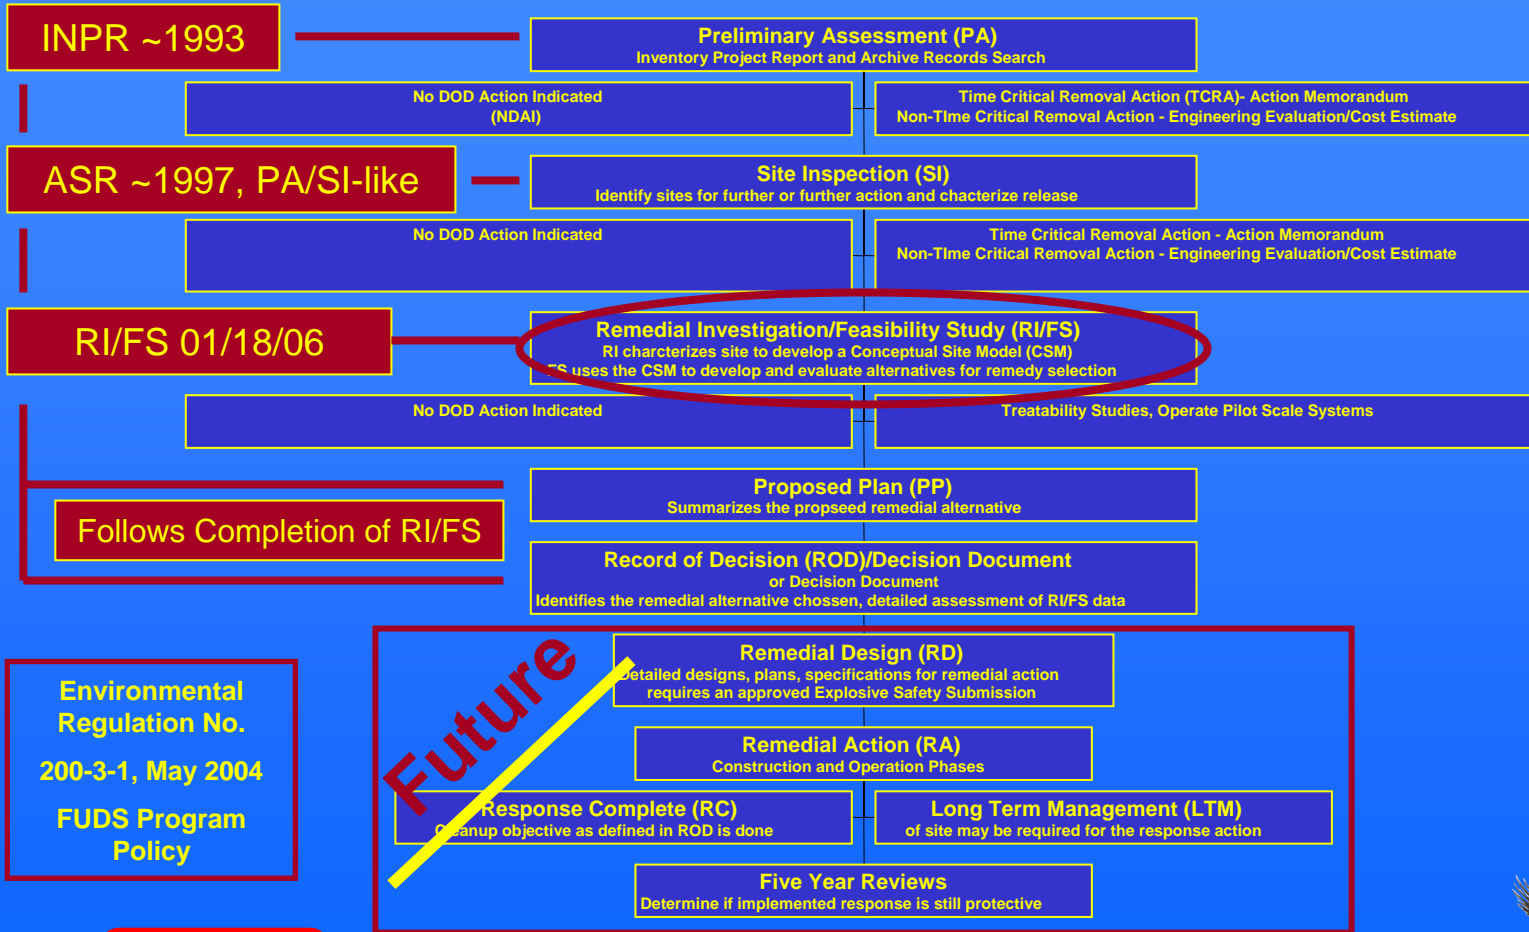 INPR ~1993
Preliminary Assessment (PA)
Inventory Project Report and Archive Records Search
No DOD Action Indicated
(NDAI)
Time Critical Removal Action (TCRA)- Action Memorandum
Non-TIme Critical Removal Action - Engineering Evaluation/Cost Estimate
ASR ~1997, PA/SI-like
Site Inspection (SI)
Identify sites for further or further action and chacterize release
No DOD Action Indicated
Time Critical Removal Action - Action Memorandum
Non-TIme Critical Removal Action - Engineering Evaluation/Cost Estimate
RI/FS 01/18/06
Remedial Investigation/Feasibility Study (RI/FS)
RI charcterizes site to develop a Conceptual Site Model (CSM)
FS uses the CSM to develop and evaluate alternatives for remedy selection
No DOD Action Indicated
Treatability Studies, Operate Pilot Scale Systems
Proposed Plan (PP)
Summarizes the propseed remedial alternative
Follows Completion of RI/FS
Record of Decision (ROD)/Decision Document
or Decision Document
Identifies the remedial alternative chossen, detailed assessment of RI/FS data
Future
Remedial Design (RD)
Detailed designs, plans, specifications for remedial action
requires an approved Explosive Safety Submission
Environmental
Regulation No.
200-3-1, May 2004
FUDS Program
Policy
Remedial Action (RA)
Construction and Operation Phases
Response Complete (RC)
Cleanup objective as defined in ROD is done
Long Term Management (LTM)
of site may be required for the response action
Five Year Reviews
Determine if implemented response is still protective